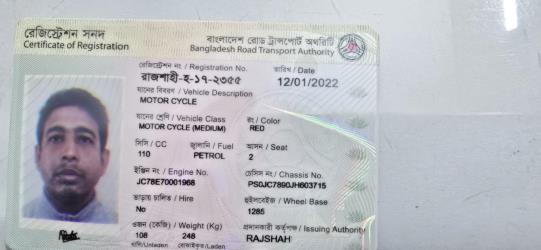 রেজিস্ট্রেশন সনদ
Certificate of Registration
বাংলাদেশ রোড ট্রান্সপোর্ট অথরিটি
Bangladesh Road Transport Authority
রেজিস্ট্রেশন নং / Registration No.
তারিখ / Date
রাজশাহী-হ-১৭-২৩৫৫
12/01/2022
যানের বিবরণ / Vehicle Description
MOTOR CYCLE
যানের শ্রেণি / Vehicle Class
রং / Color
MOTOR CYCLE (MEDIUM)
RED
সিসি / CC
জ্বালানি / Fuel
আসন / Seat
110
PETROL
2
ইঞ্জিন নং / Engine No.
চেসিস নং / Chassis No.
JC78E70001968
PS0JC7890JH603715
ভাড়ায় চালিত / Hire
হুইলবেইজ / Wheel Base
No
1285
ওজন (কেজি) / Weight (Kg)
প্রদানকারী কর্তৃপক্ষ / Issuing Authority
108
248
RAJSHAHI
খালি/Unladen
বোঝাইকৃত/Laden